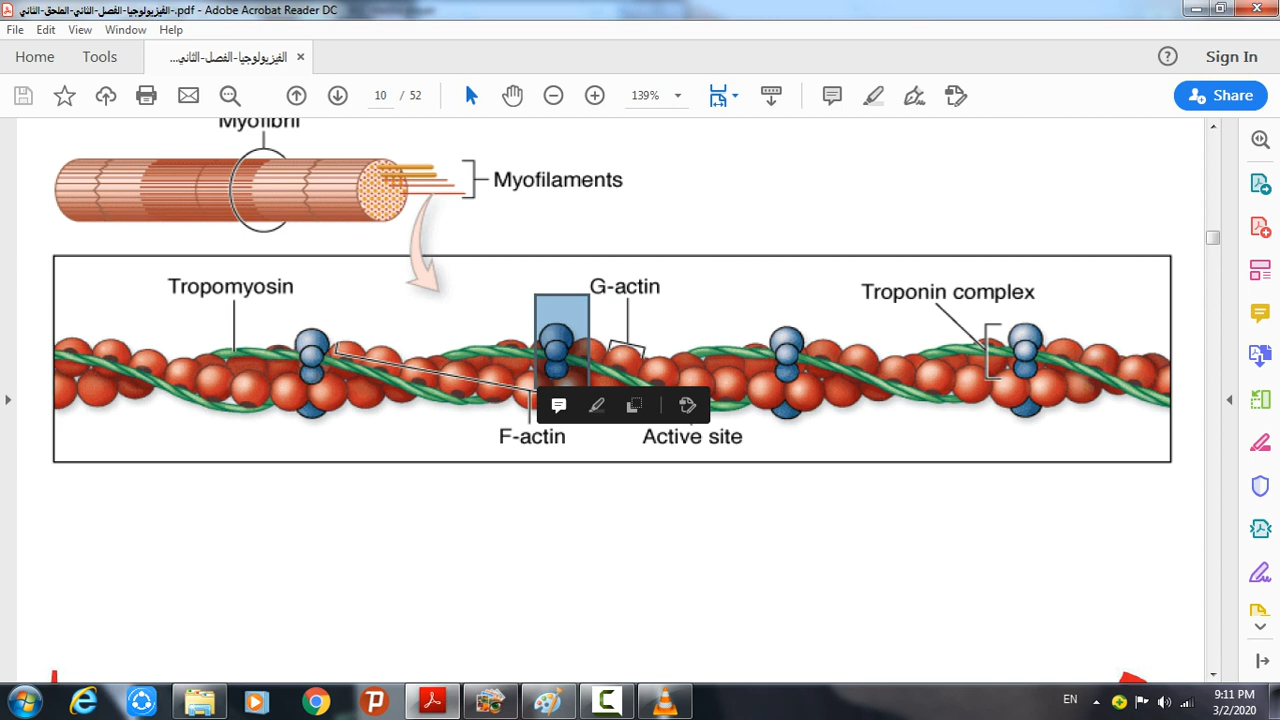 الفيزيولوجيا-الفصل-الثاني-الملحق-الثاني-.pdf - Adobe Acrobat Reader DC
File Edit View Window Help
Home Tools الفيزيولوجيا-الفصل-الثاني... × Sign In
10 / 52 139% Share
Myofibril
Myofilaments
Tropomyosin G-actin Troponin complex
F-actin Active site
EN 9:11 PM
3/2/2020